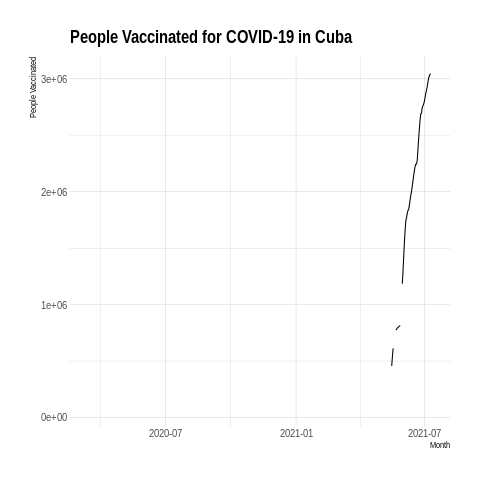 People Vaccinated for COVID-19 in Cuba
People Vaccinated
3e+06
2e+06
1e+06
0e+00
2020-07
2021-01
2021-07
Month